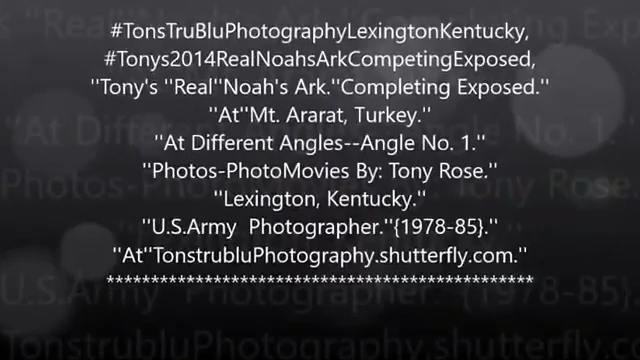 #TonsTruBluPhotographyLexingtonKentucky,
#Tonys2014RealNoahsArkCompetingExposed,
''Tony's ''Real''Noah's Ark.''Completing Exposed.''
''At''Mt. Ararat, Turkey.''
''At Different Angles--Angle No. 1.''
''Photos-PhotoMovies By: Tony Rose.''
''Lexington, Kentucky.''
''U.S.Army  Photographer.''{1978-85}.''
''At''TonstrubluPhotography.shutterfly.com.''
************************************************